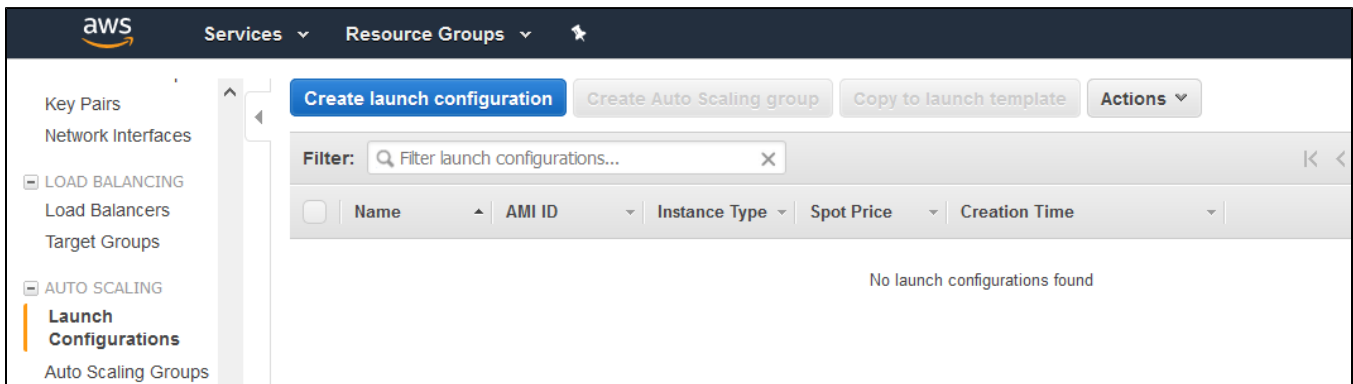 aws Services Resource Groups
Key Pairs
Network Interfaces
LOAD BALANCING
Load Balancers
Target Groups
AUTO SCALING
Launch
Configurations
Auto Scaling Groups
Create launch configuration Create Auto Scaling group Copy to launch template Actions
Filter: Filter launch configurations...
Name AMI ID Instance Type Spot Price Creation Time
No launch configurations found